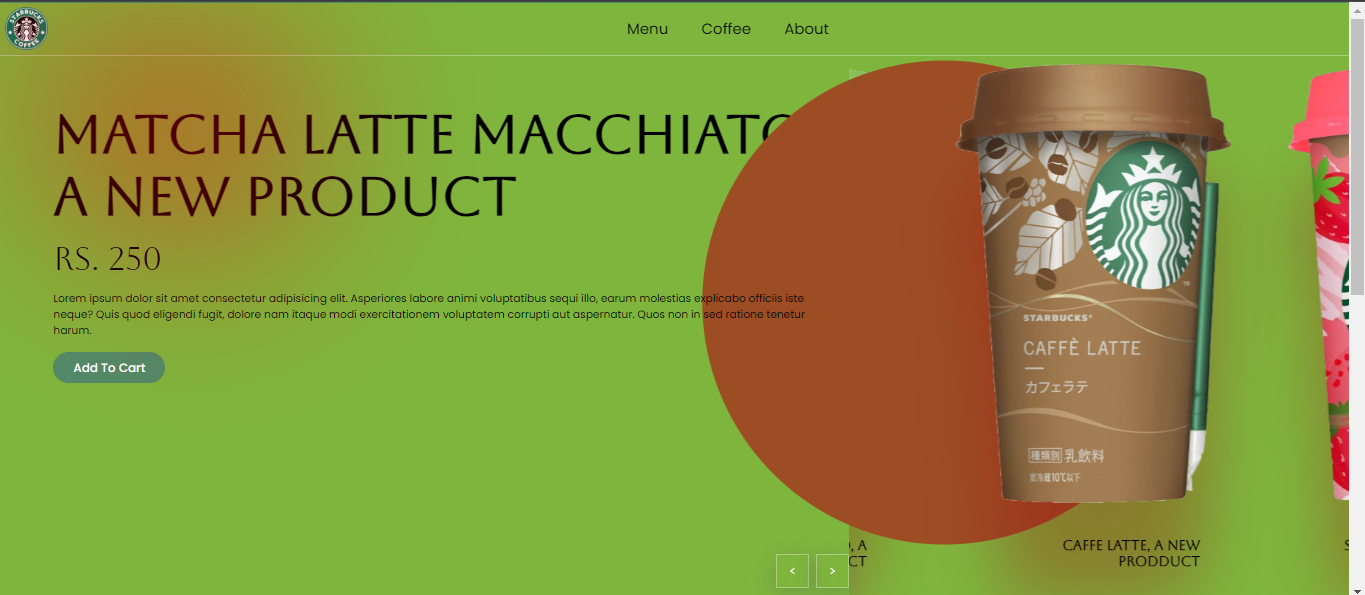 STARBUCKS
COFFEE
Menu Coffee About
MATCHA LATTE MACCHIATO
A NEW PRODUCT
RS. 250
Lorem ipsum dolor sit amet consectetur adipisicing elit. Asperiores labore animi voluptatibus sequi illo, earum molestias explicabo officiis iste
neque? Quis quod eligendi fugit, dolore nam itaque modi exercitationem voluptatem corrupti aut aspernatur. Quos non in sed ratione tenetur
harum.
Add To Cart
STARBUCKS®
CAFFÈ LATTE
カフェラテ
種類別 乳飲料
要冷蔵10℃以下
, A
CT
CAFFE LATTE, A NEW
PRODDUCT
S
< >